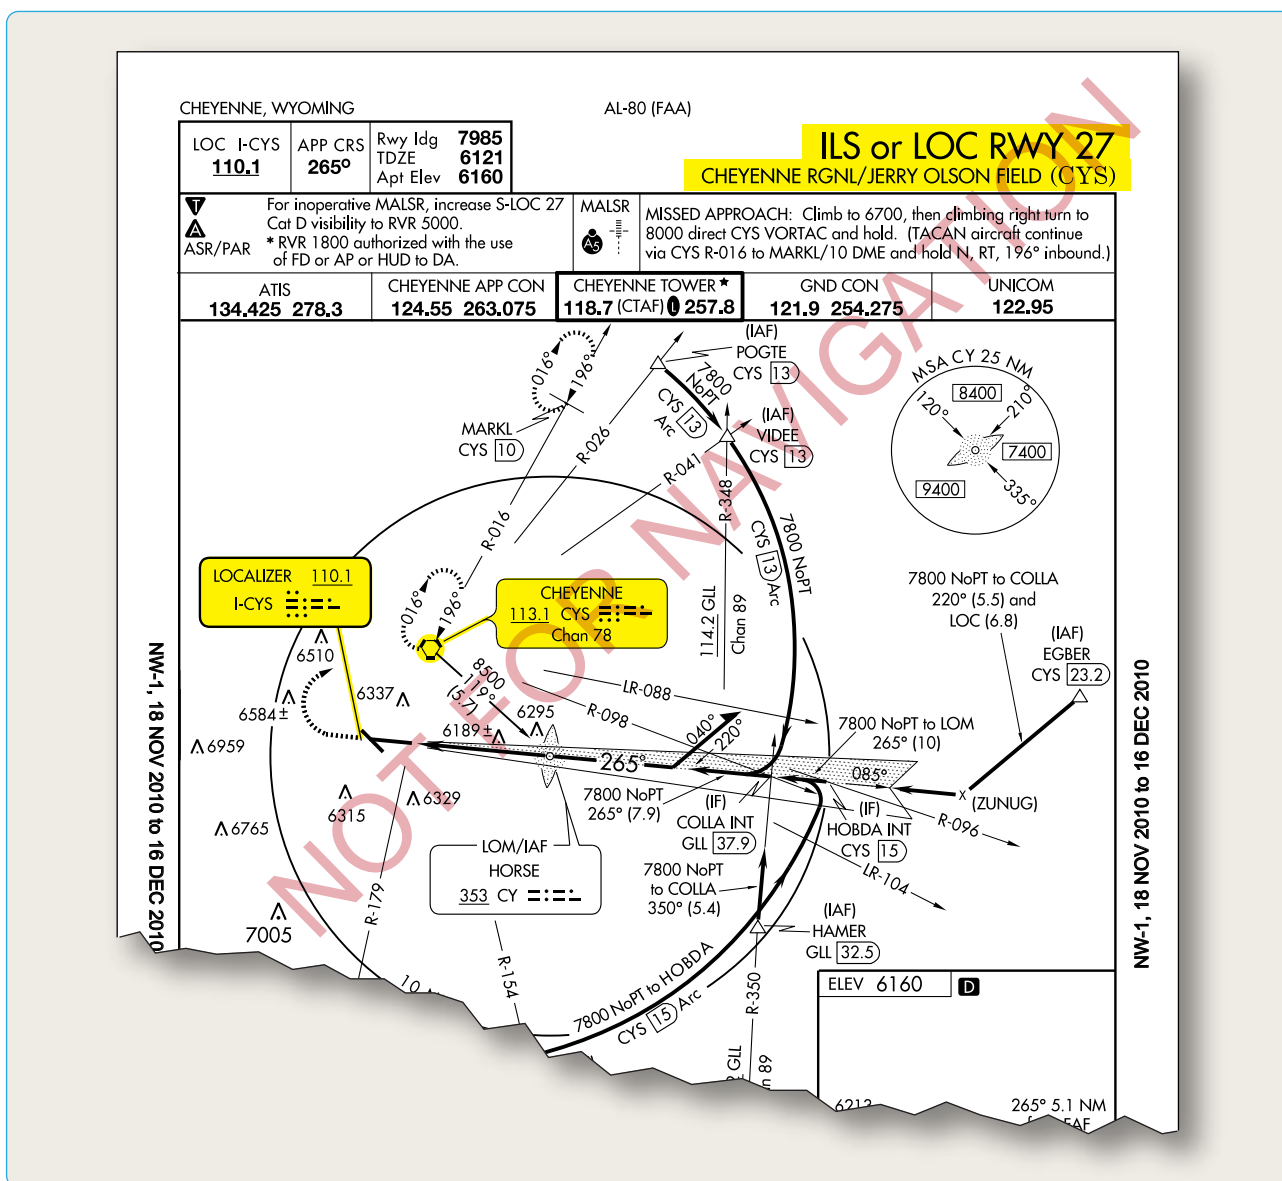 CHEYENNE, WYOMING
AL-80 (FAA)
LOC I-CYS
110.1
APP CRS
265°
Rwy ldg 7985
TDZE 6121
Apt Elev 6160
ILS or LOC RWY 27
CHEYENNE RGNL/JERRY OLSON FIELD (CYS)
T
A
ASR/PAR
For inoperative MALSR, increase S-LOC 27
Cat D visibility to RVR 5000.
* RVR 1800 authorized with the use
of FD or AP or HUD to DA.
MALSR
A5
MISSED APPROACH: Climb to 6700, then climbing right turn to
8000 direct CYS VORTAC and hold. (TACAN aircraft continue
via CYS R-016 to MARKL/10 DME and hold N, RT, 196° inbound.)
ATIS
134.425 278.3
CHEYENNE APP CON
124.55 263.075
CHEYENNE TOWER★
118.7 (CTAF) L 257.8
GND CON
121.9 254.275
UNICOM
122.95
NOT FOR NAVIGATION
016°
196°
MARKL
CYS 10
R-016
R-026
R-041
(IAF)
POGTE
CYS 13
7800
NoPT
CYS 13
Arc
(IAF)
VIDEE
CYS 13
R-348
7800 NoPT
CYS 13 Arc
114.2 GLL
Chan 89
MSA CY 25 NM
8400
120°
210°
7400
9400
335°
LOCALIZER 110.1
I-CYS
CHEYENNE
113.1 CYS
Chan 78
016°
196°
8500
119°
(5.7)
LR-088
R-098
040°
220°
7800 NoPT to COLLA
220° (5.5) and
LOC (6.8)
(IAF)
EGBER
CYS 23.2
7800 NoPT to LOM
265° (10)
085°
(ZUNUG)
R-096
(IF)
HOBDA INT
CYS 15
LR-104
265°
7800 NoPT
265° (7.9)
(IF)
COLLA INT
GLL 37.9
7800 NoPT
to COLLA
350° (5.4)
(IAF)
HAMER
GLL 32.5
R-350
6510
6584±
6337
6189±
6295
6959
6315
6329
6765
7005
LOM/IAF
HORSE
353 CY
R-179
R-154
10 N
7800 NoPT to HOBDA
CYS 15 Arc
GLL
n 89
ELEV 6160
D
6212
265° 5.1 NM
FAF
NW-1, 18 NOV 2010 to 16 DEC 2010
NW-1, 18 NOV 2010 to 16 DEC 2010